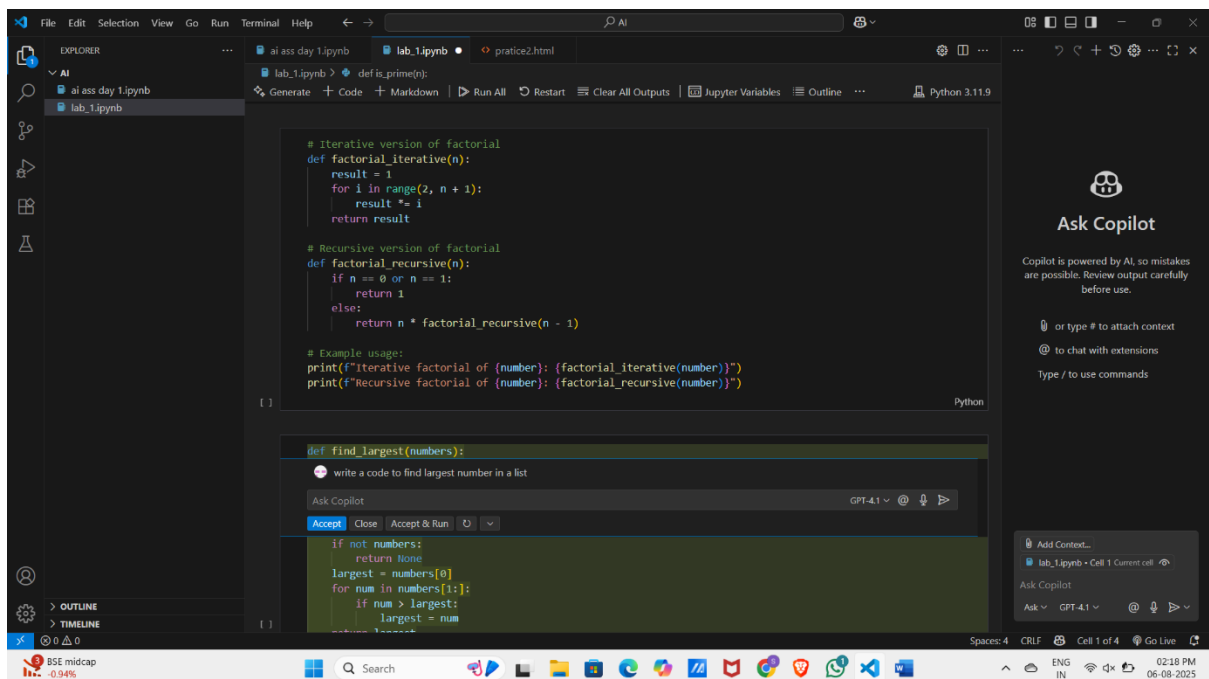 File Edit Selection View Go Run Terminal Help
AI
EXPLORER
AI
ai ass day 1.ipynb
lab_1.ipynb
OUTLINE
TIMELINE
ai ass day 1.ipynb lab_1.ipynb pratice2.html
lab_1.ipynb > def is_prime(n):
Generate + Code + Markdown Run All Restart Clear All Outputs Jupyter Variables Outline ... Python 3.11.9
# Iterative version of factorial
def factorial_iterative(n):
    result = 1
    for i in range(2, n + 1):
        result *= i
    return result
# Recursive version of factorial
def factorial_recursive(n):
    if n == 0 or n == 1:
        return 1
    else:
        return n * factorial_recursive(n - 1)
# Example usage:
print(f"Iterative factorial of {number}: {factorial_iterative(number)}")
print(f"Recursive factorial of {number}: {factorial_recursive(number)}")
[ ] Python
def find_largest(numbers):
write a code to find largest number in a list
Ask Copilot GPT-4.1 @
Accept Close Accept & Run
    if not numbers:
        return None
    largest = numbers[0]
    for num in numbers[1:]:
        if num > largest:
            largest = num
    return largest
[ ]
Ask Copilot
Copilot is powered by AI, so mistakes
are possible. Review output carefully
before use.
or type # to attach context
@ to chat with extensions
Type / to use commands
Add Context...
lab_1.ipynb • Cell 1 Current cell
Ask Copilot
Ask GPT-4.1 @
0 0 Spaces: 4 CRLF Cell 1 of 4 Go Live
1
3
BSE midcap
-0.94%
Search
ENG
IN
02:18 PM
06-08-2025